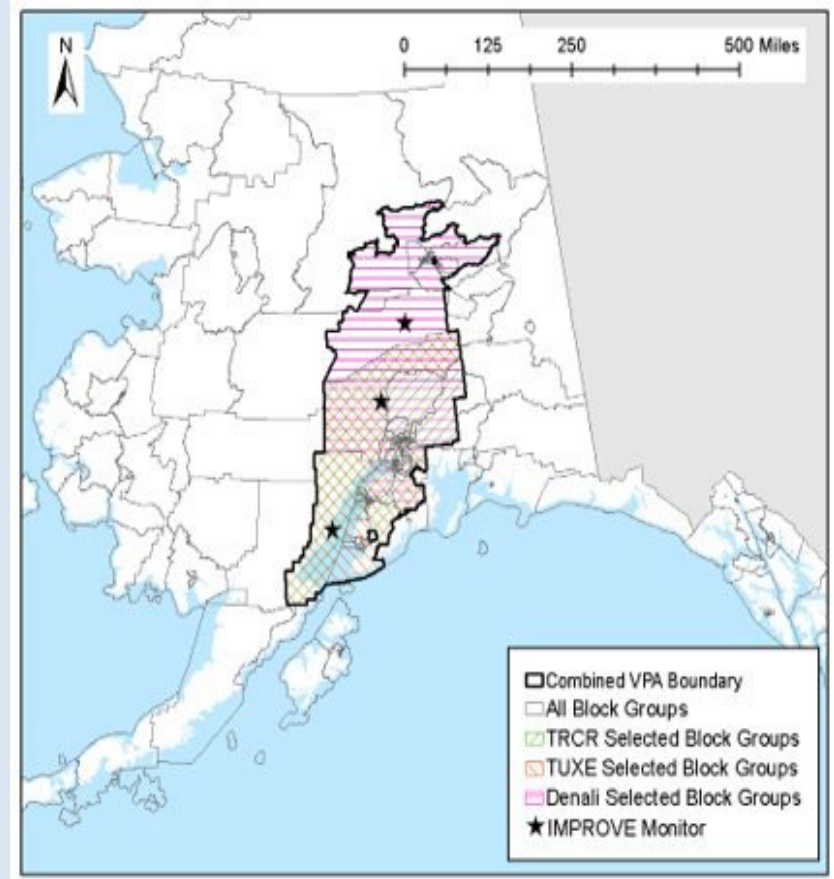 N
0 125 250 500 Miles
Combined VPA Boundary
All Block Groups
TRCR Selected Block Groups
TUXE Selected Block Groups
Denali Selected Block Groups
IMPROVE Monitor